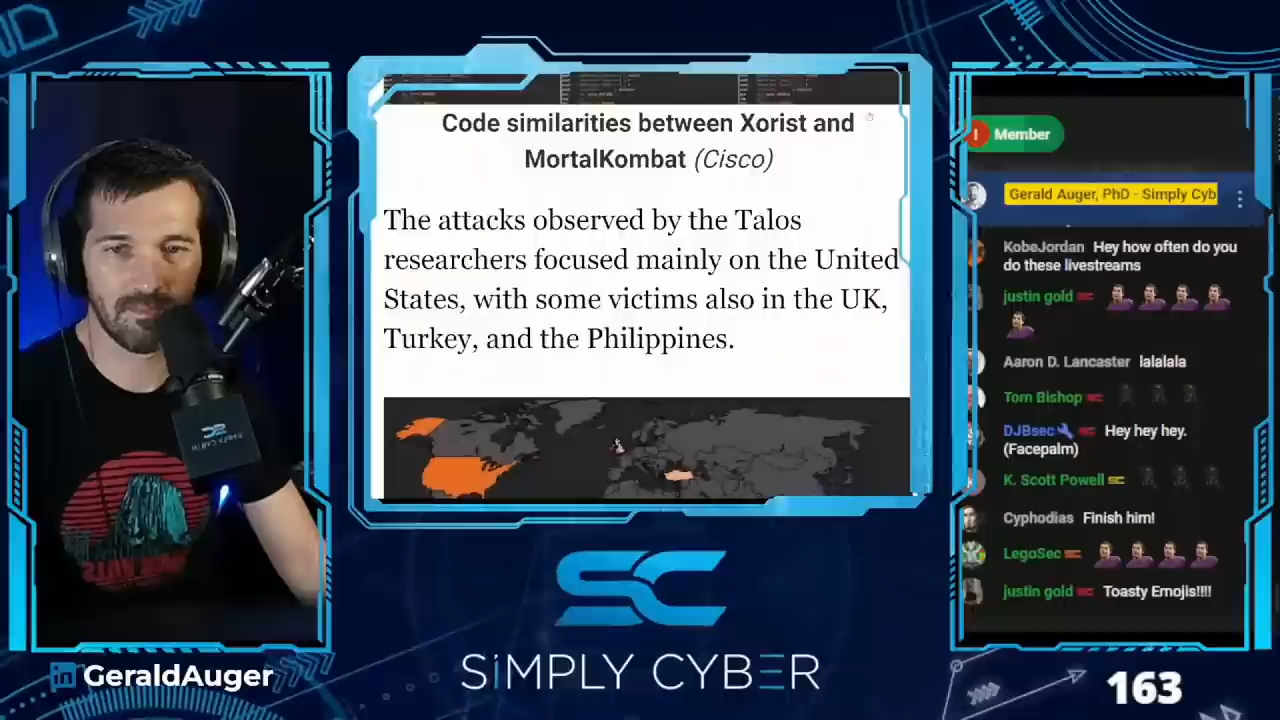 Code similarities between Xorist and
MortalKombat (Cisco)
The attacks observed by the Talos
researchers focused mainly on the United
States, with some victims also in the UK,
Turkey, and the Philippines.
SC
SIMPLY CYBER
in GeraldAuger
Member
Gerald Auger, PhD - Simply Cyb
KobeJordan Hey how often do you
do these livestreams
justin gold
Aaron D. Lancaster lalalala
Tom Bishop
DJBsec Hey hey hey.
(Facepalm)
K. Scott Powell
Cyphodias Finish him!
LegoSec
justin gold Toasty Emojis!!!!
163